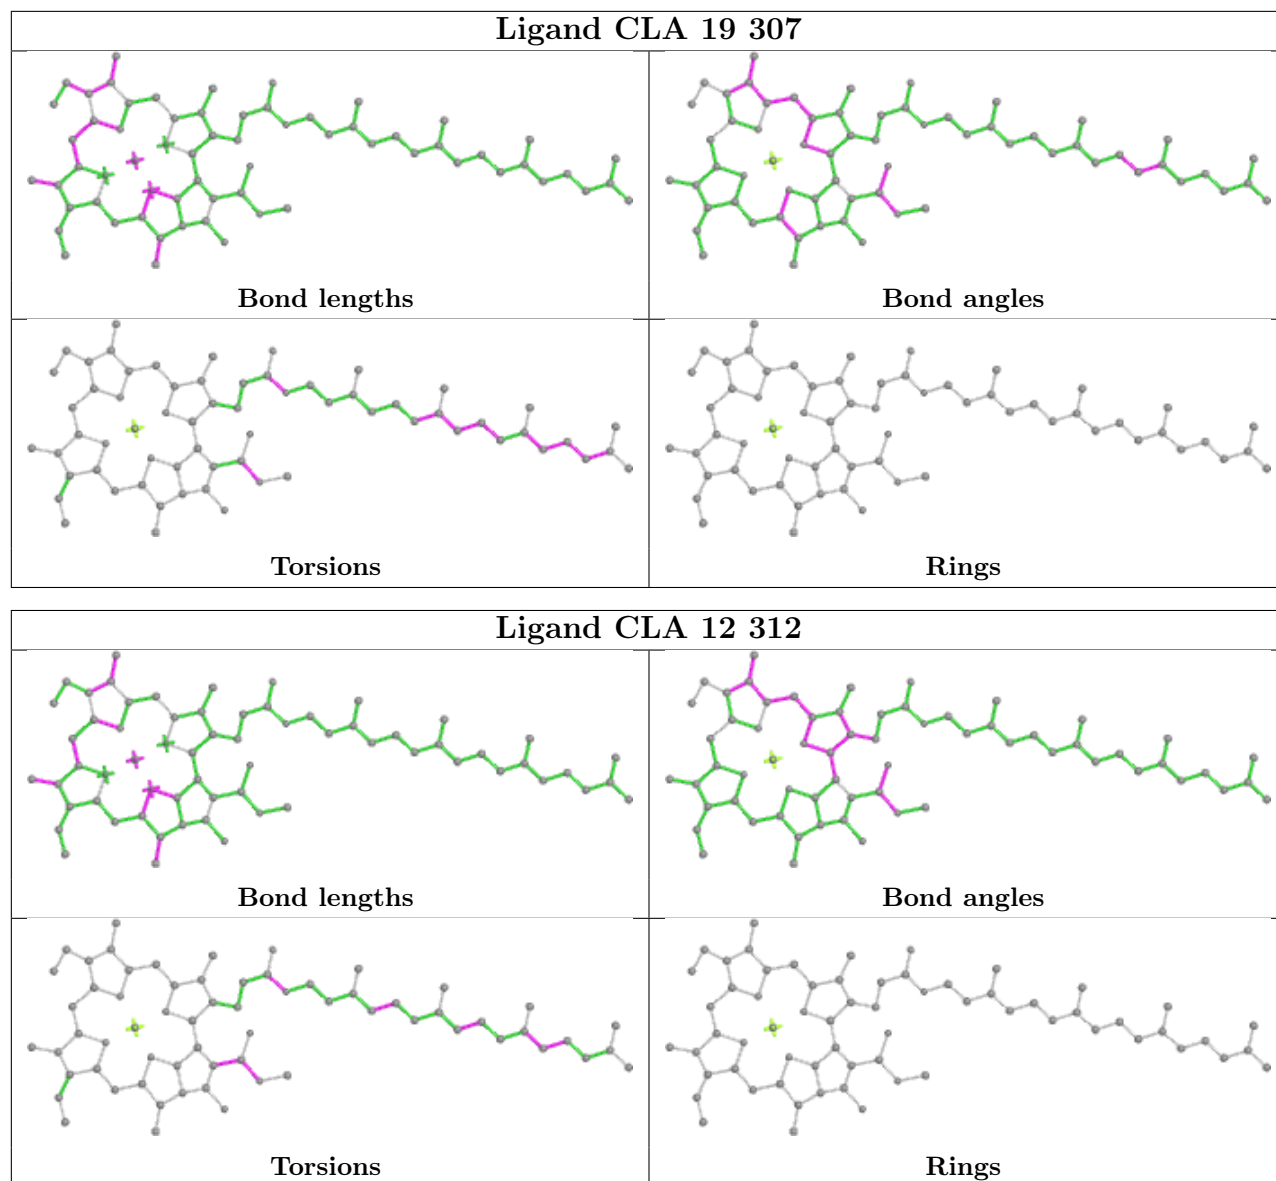 Ligand CLA 19 307
Bond lengths
Bond angles
Torsions
Rings
Ligand CLA 12 312
Bond lengths
Bond angles
Torsions
Rings